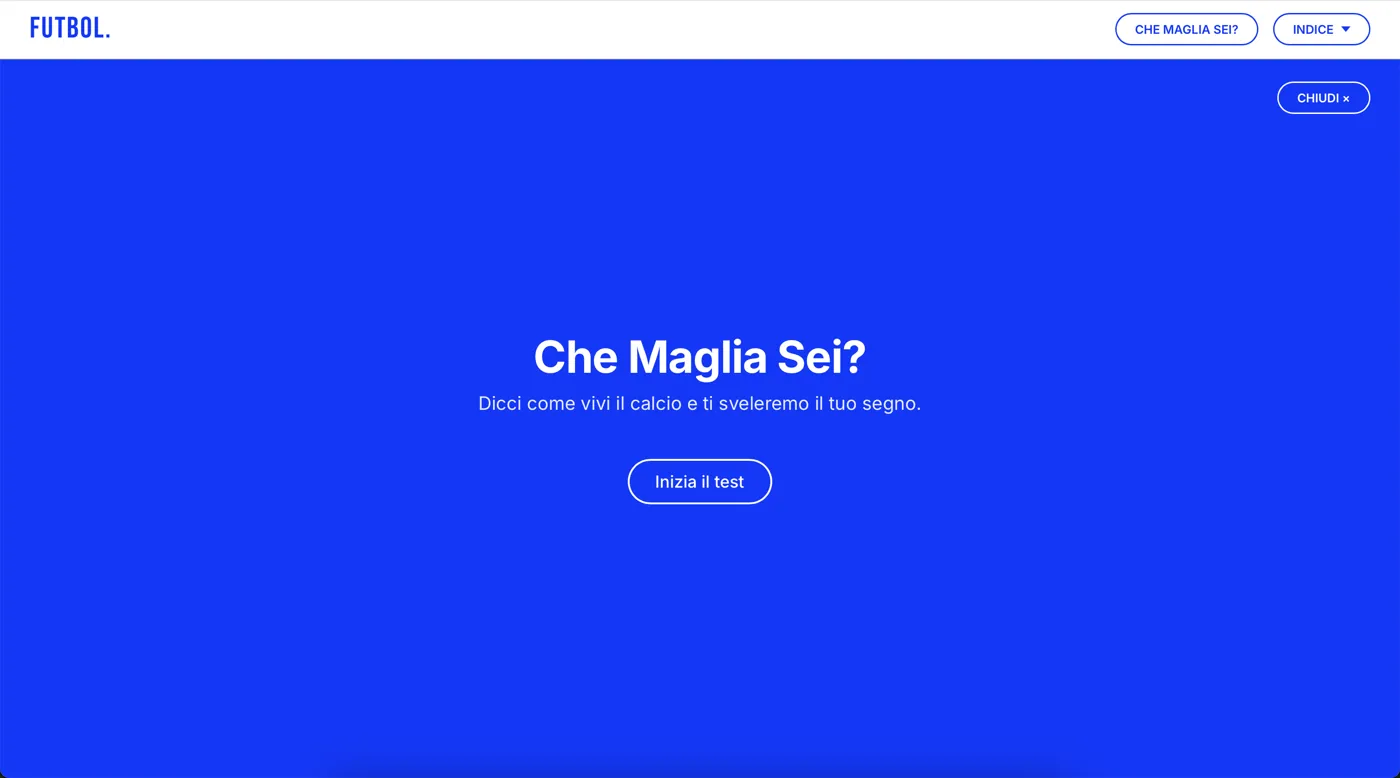 FUTBOL.
CHE MAGLIA SEI?
INDICE
CHIUDI ×
Che Maglia Sei?
Dicci come vivi il calcio e ti sveleremo il tuo segno.
Inizia il test